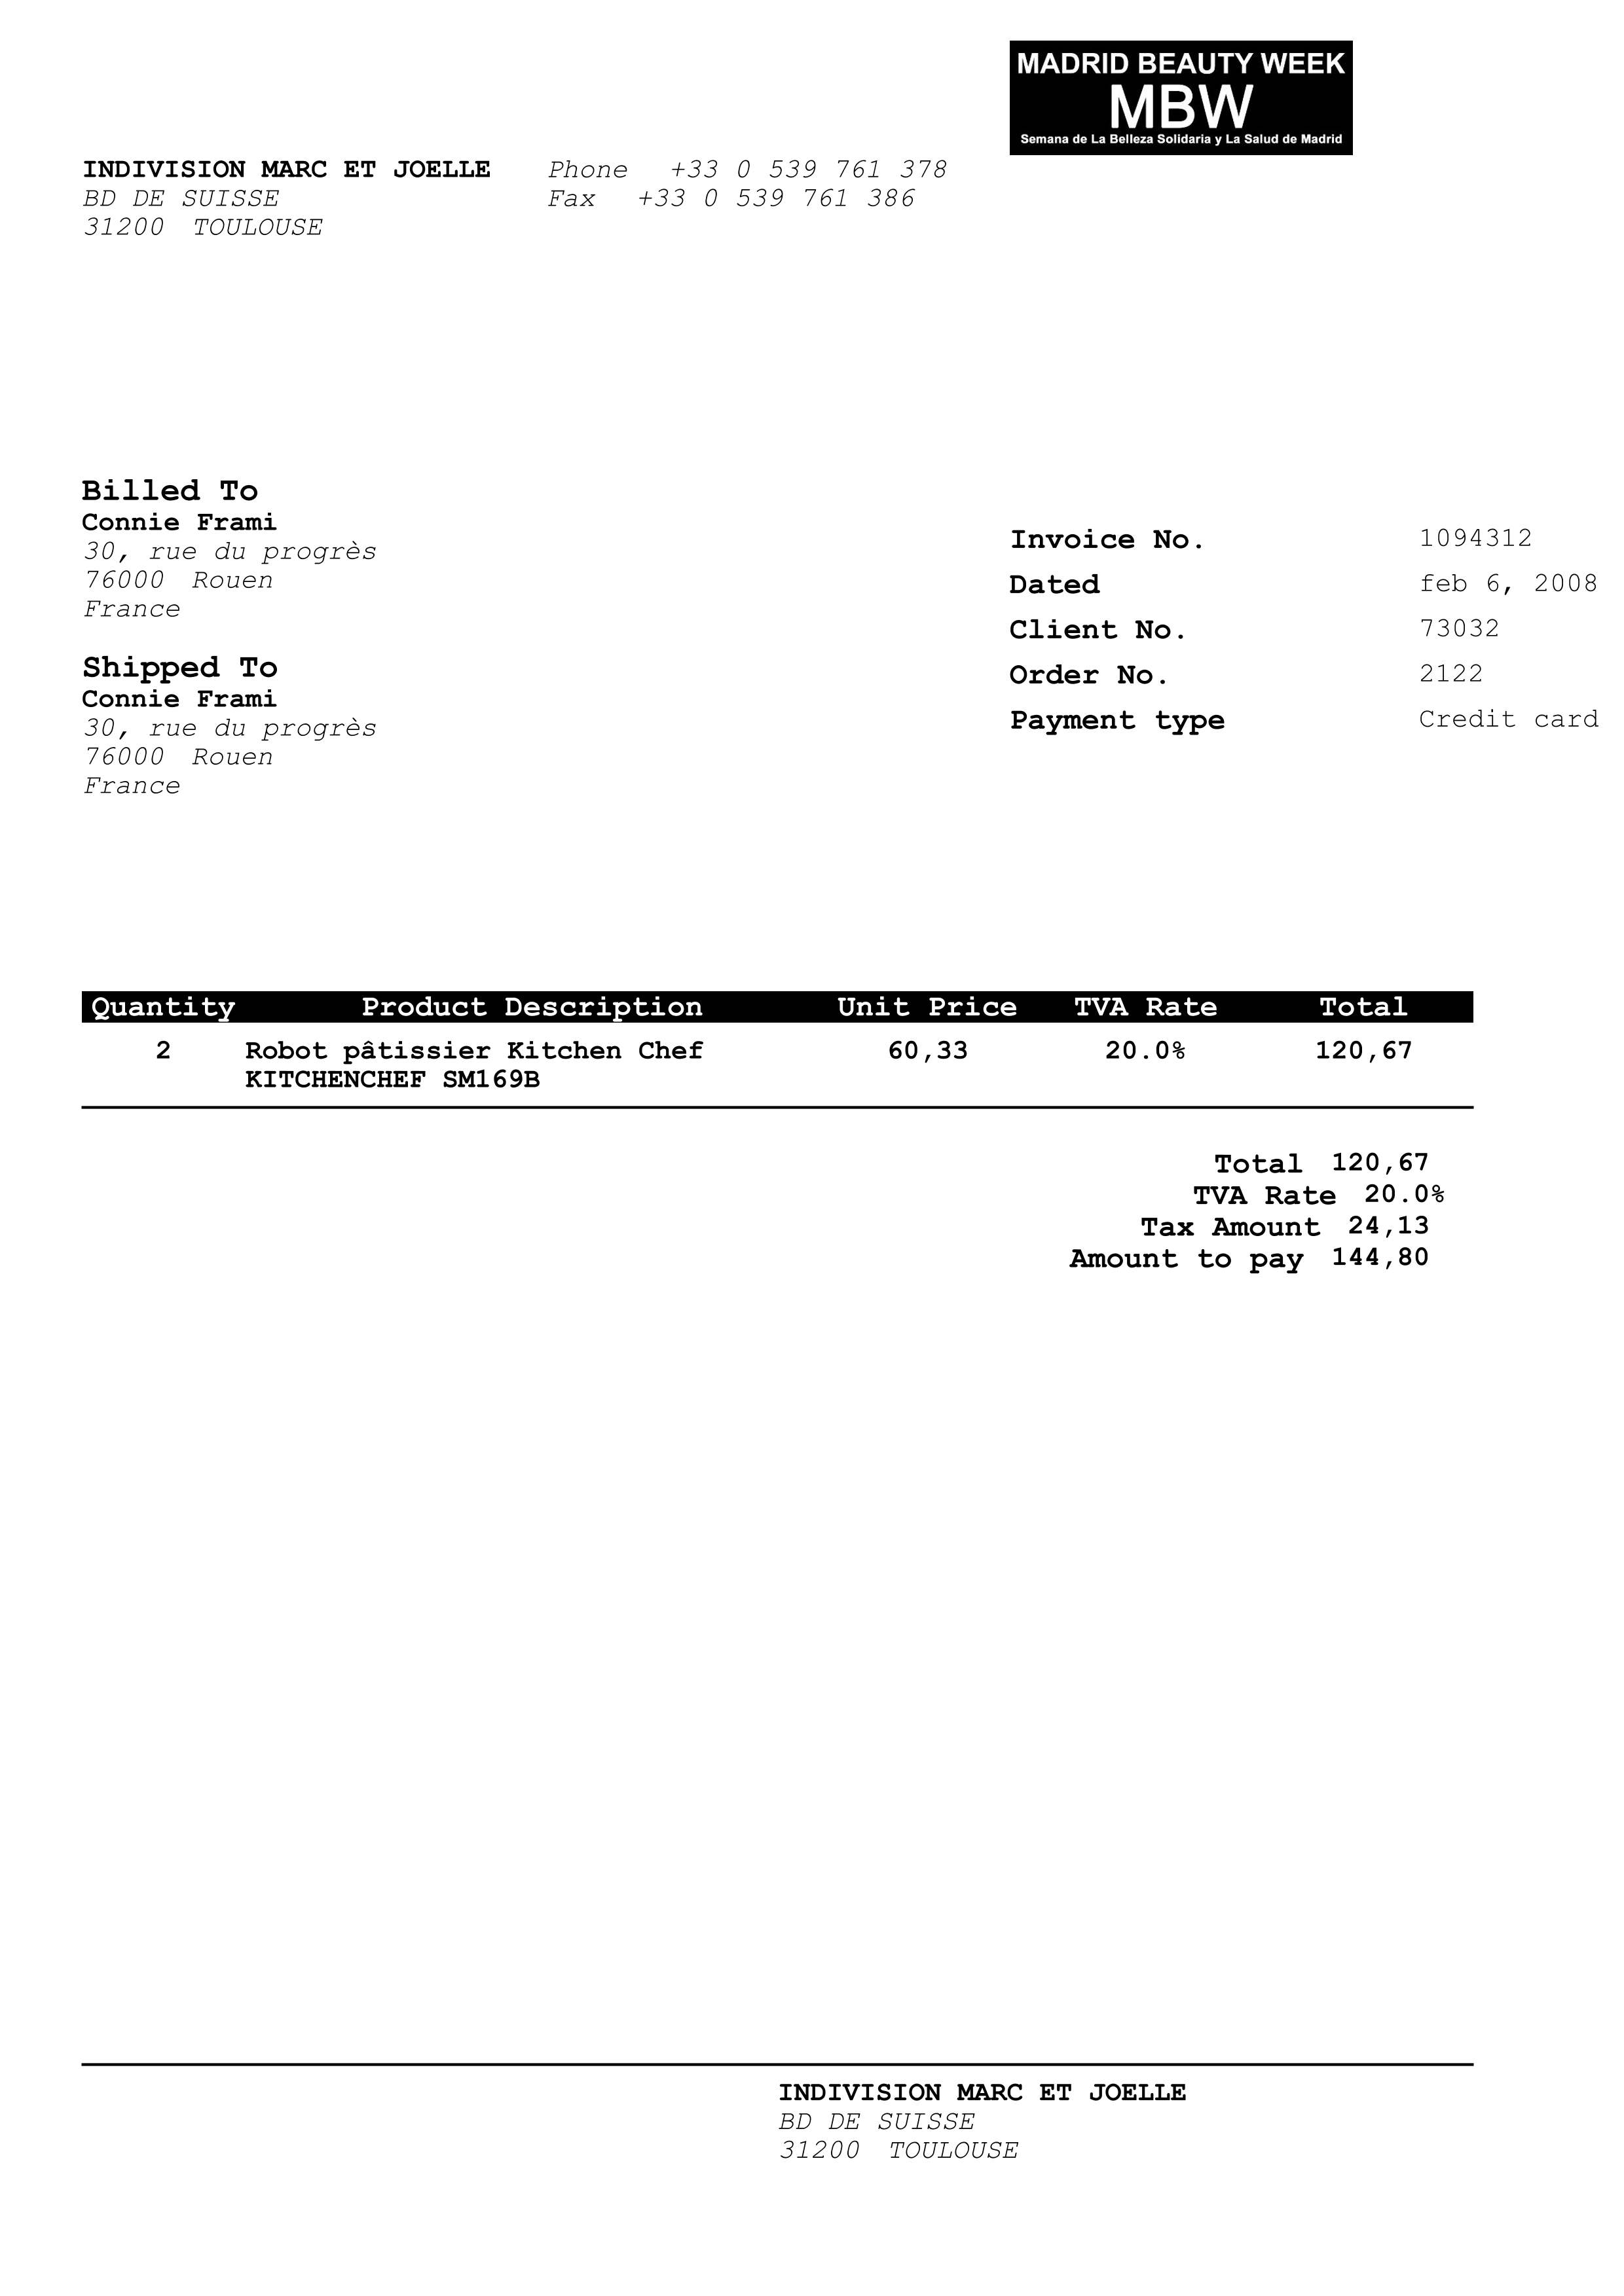 MADRID BEAUTY WEEK
MBW
Semana de La Belleza Solidaria y La Salud de Madrid
INDIVISION MARC ET JOELLE Phone +33 0 539 761 378
BD DE SUISSE Fax +33 0 539 761 386
31200 TOULOUSE
Billed To
Connie Frami
30, rue du progrès
76000 Rouen
France
Shipped To
Connie Frami
30, rue du progrès
76000 Rouen
France
Invoice No. 1094312
Dated feb 6, 2008
Client No. 73032
Order No. 2122
Payment type Credit card
Quantity Product Description Unit Price TVA Rate Total
2 Robot pâtissier Kitchen Chef 60,33 20.0% 120,67
KITCHENCHEF SM169B
Total 120,67
TVA Rate 20.0%
Tax Amount 24,13
Amount to pay 144,80
INDIVISION MARC ET JOELLE
BD DE SUISSE
31200 TOULOUSE